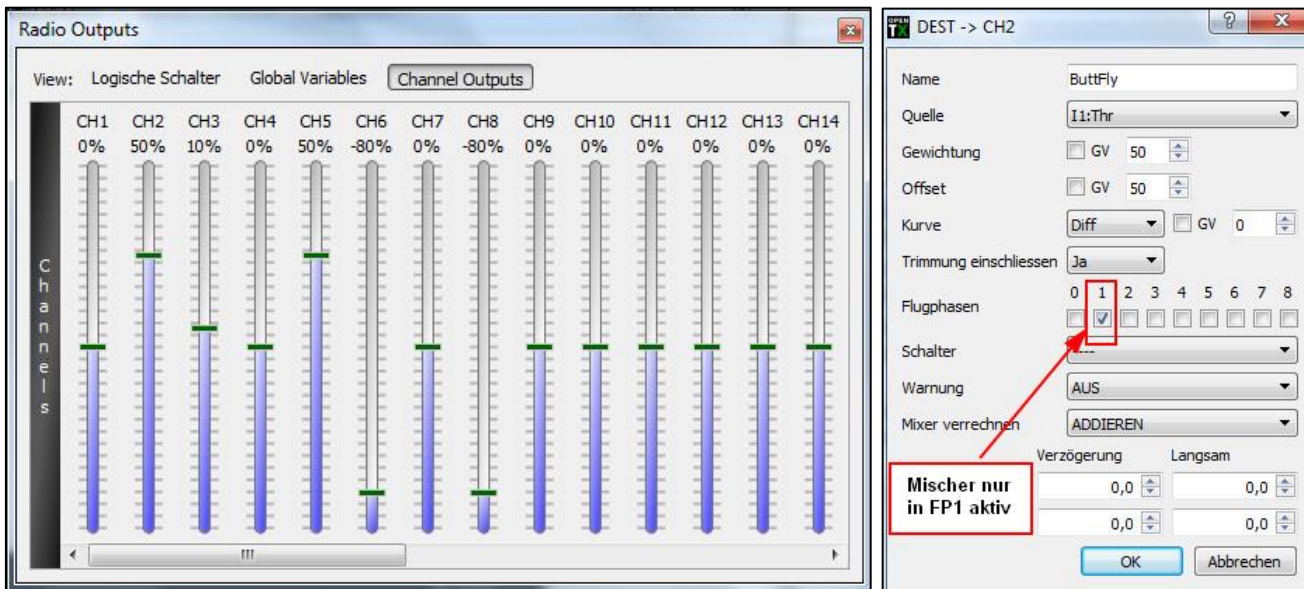 Radio Outputs
View: Logische Schalter Global Variables Channel Outputs
CH1 CH2 CH3 CH4 CH5 CH6 CH7 CH8 CH9 CH10 CH11 CH12 CH13 CH14
0% 50% 10% 0% 50% -80% 0% -80% 0% 0% 0% 0% 0% 0%
Channels
OPEN TX DEST -> CH2
Name ButtFly
Quelle I1:Thr
Gewichtung GV 50
Offset GV 50
Kurve Diff GV 0
Trimmung einschliessen Ja
0 1 2 3 4 5 6 7 8
Flugphasen
Schalter ----
Warnung AUS
Mixer verrechnen ADDIEREN
Verzögerung Langsam
Mischer nur
in FP1 aktiv
0,0 0,0
0,0 0,0
OK Abbrechen